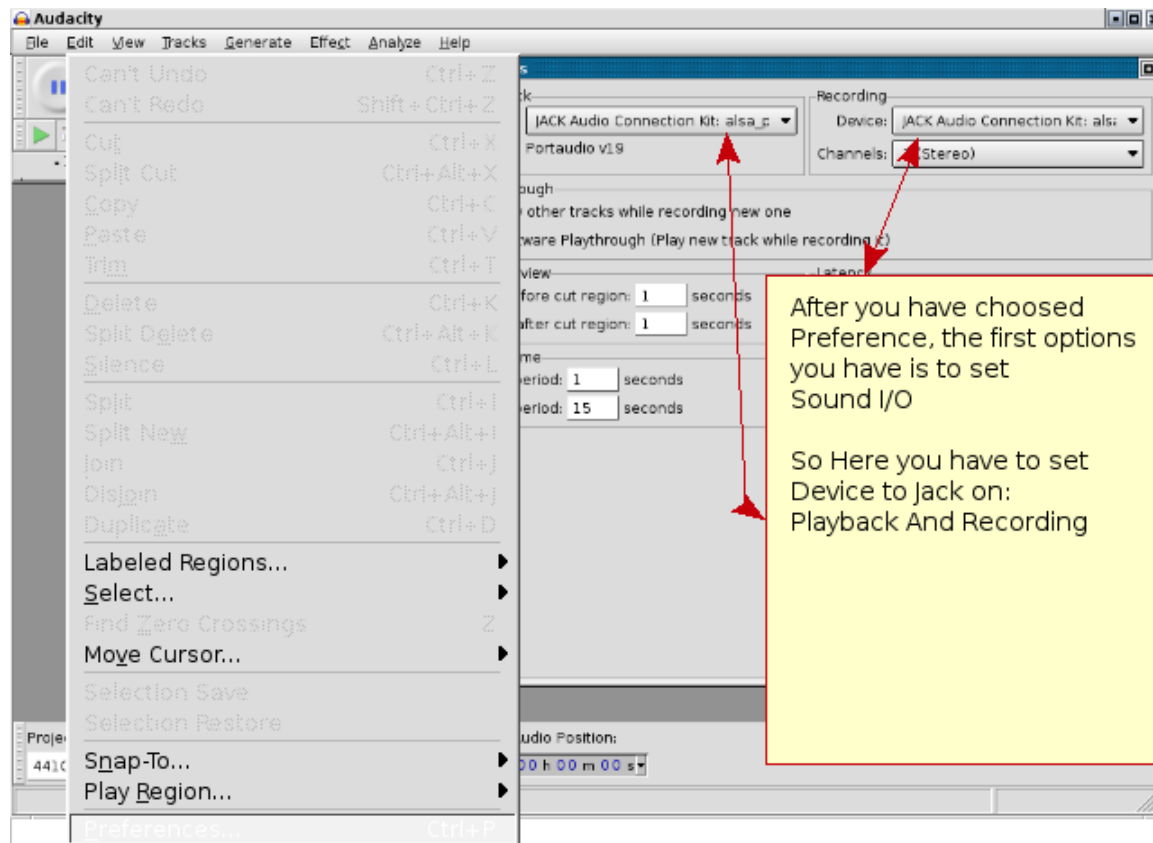 Audacity
File Edit View Tracks Generate Effect Analyze Help
Can't Undo Ctrl+Z
Can't Redo Shift+Ctrl+Z
Cut Ctrl+X
Split Cut Ctrl+Alt+X
Copy Ctrl+C
Paste Ctrl+V
Trim Ctrl+T
Delete Ctrl+K
Split Delete Ctrl+Alt+K
Silence Ctrl+L
Split Ctrl+I
Split New Ctrl+Alt+I
Join Ctrl+J
Disjoin Ctrl+Alt+J
Duplicate Ctrl+D
Labeled Regions...
Select...
Find Zero Crossings Z
Move Cursor...
Selection Save
Selection Restore
Snap-To...
Play Region...
Preferences... Ctrl+P
JACK Audio Connection Kit: alsa_p
Portaudio v19
Recording
Device: JACK Audio Connection Kit: als
Channels: (Stereo)
other tracks while recording new one
ware Playthrough (Play new track while recording it)
view
fore cut region: 1 seconds
after cut region: 1 seconds
Latency
me
period: 1 seconds
period: 15 seconds
After you have choosed
Preference, the first options
you have is to set
Sound I/O
So Here you have to set
Device to Jack on:
Playback And Recording
Proje
441
udio Position:
00 h 00 m 00 s